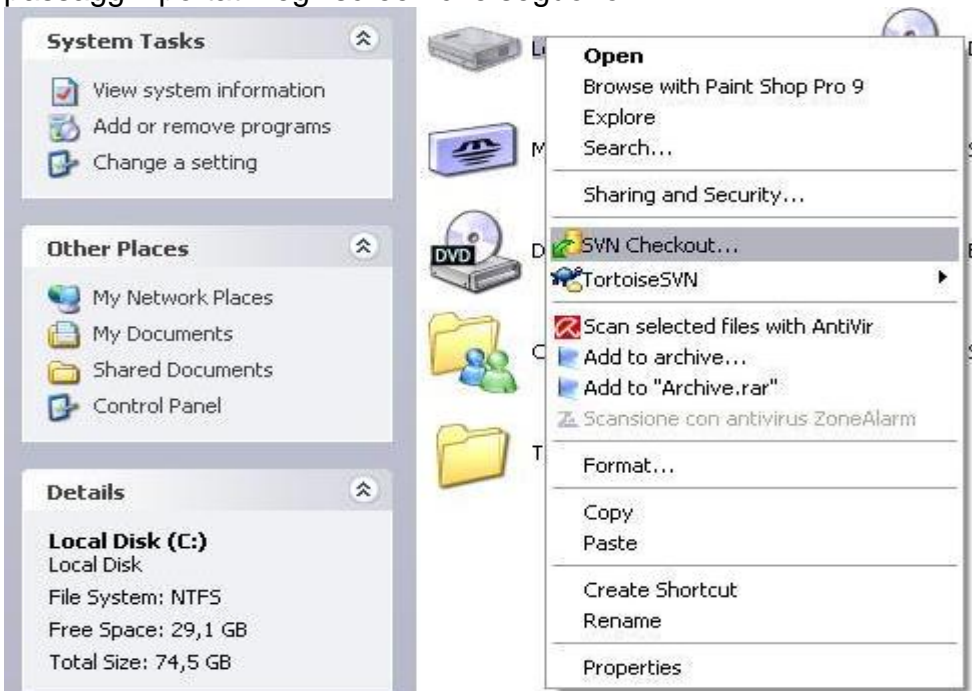 System Tasks
View system information
Add or remove programs
Change a setting
Other Places
My Network Places
My Documents
Shared Documents
Control Panel
Details
Local Disk (C:)
Local Disk
File System: NTFS
Free Space: 29,1 GB
Total Size: 74,5 GB
DVD
Open
Browse with Paint Shop Pro 9
Explore
Search...
Sharing and Security...
SVN Checkout...
TortoiseSVN
Scan selected files with AntiVir
Add to archive...
Add to "Archive.rar"
Scansione con antivirus ZoneAlarm
Format...
Copy
Paste
Create Shortcut
Rename
Properties